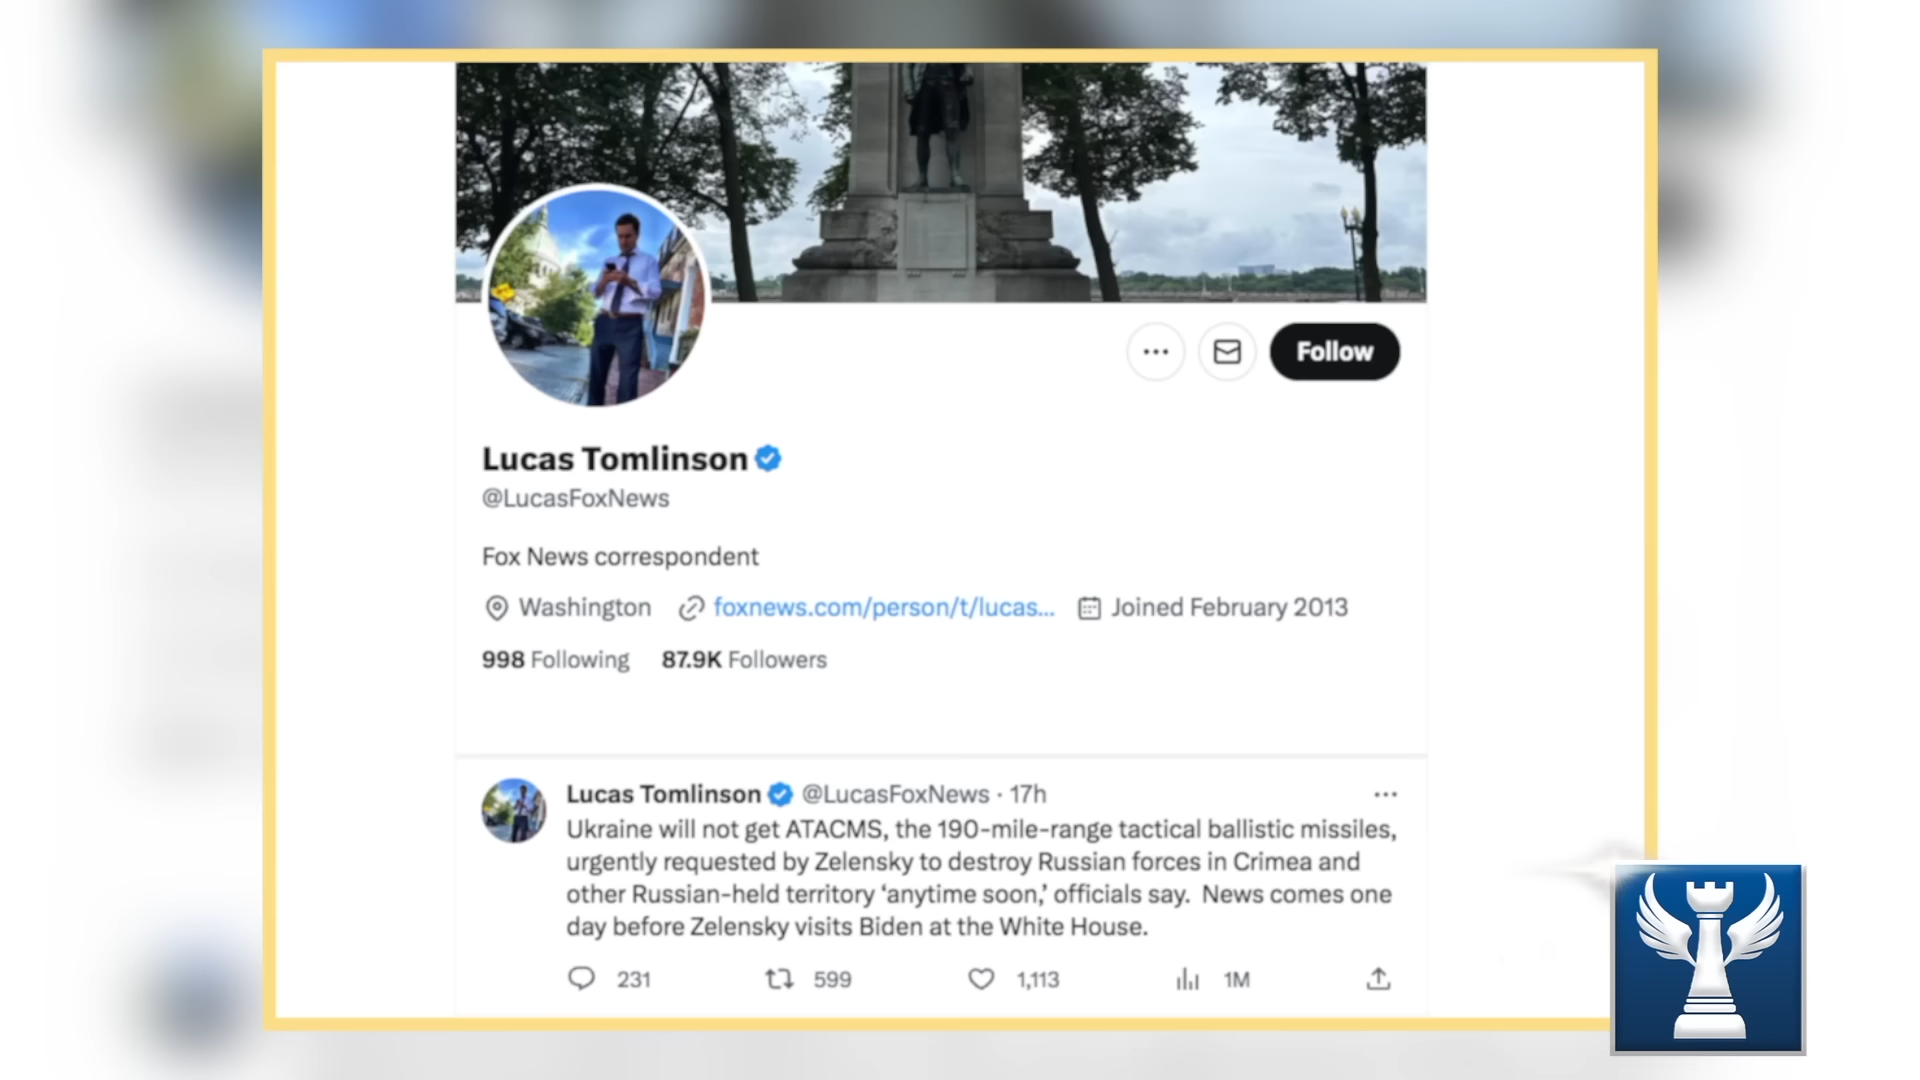 Follow
Lucas Tomlinson
@LucasFoxNews
Fox News correspondent
Washington foxnews.com/person/t/lucas... Joined February 2013
998 Following 87.9K Followers
Lucas Tomlinson @LucasFoxNews · 17h
Ukraine will not get ATACMS, the 190-mile-range tactical ballistic missiles,
urgently requested by Zelensky to destroy Russian forces in Crimea and
other Russian-held territory ‘anytime soon,’ officials say. News comes one
day before Zelensky visits Biden at the White House.
231 599 1,113 1M